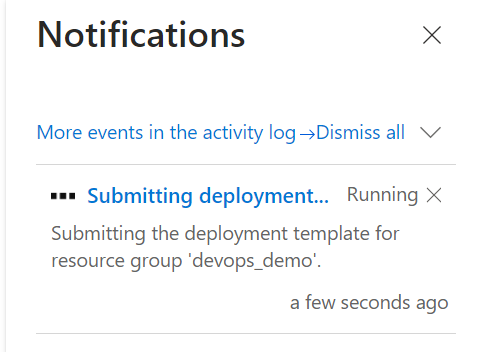 Notifications
More events in the activity log→Dismiss all
Submitting deployment... Running
Submitting the deployment template for
resource group 'devops_demo'.
a few seconds ago